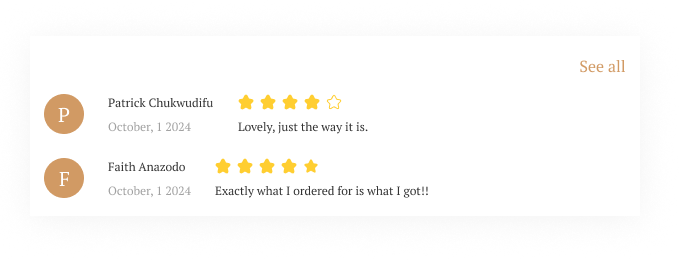 See all
P
Patrick Chukwudifu
October, 1 2024
Lovely, just the way it is.
F
Faith Anazodo
October, 1 2024
Exactly what I ordered for is what I got!!